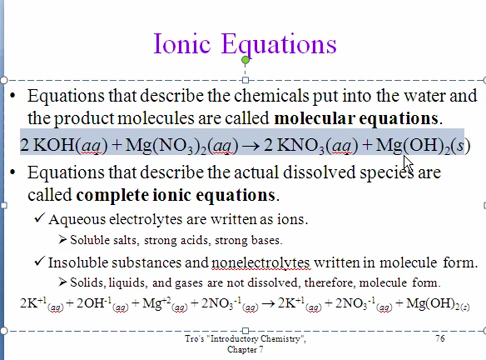 Ionic Equations
• Equations that describe the chemicals put into the water and
the product molecules are called molecular equations.
2 KOH(aq) + Mg(NO₃)₂(aq) → 2 KNO₃(aq) + Mg(OH)₂(s)
• Equations that describe the actual dissolved species are
called complete ionic equations.
✓ Aqueous electrolytes are written as ions.
➢ Soluble salts, strong acids, strong bases.
✓ Insoluble substances and nonelectrolytes written in molecule form.
➢ Solids, liquids, and gases are not dissolved, therefore, molecule form.
2K⁺¹(aq) + 2OH⁻¹(aq) + Mg⁺²(aq) + 2NO₃⁻¹(aq) → 2K⁺¹(aq) + 2NO₃⁻¹(aq) + Mg(OH)₂(s)
Tro's "Introductory Chemistry",
Chapter 7
76